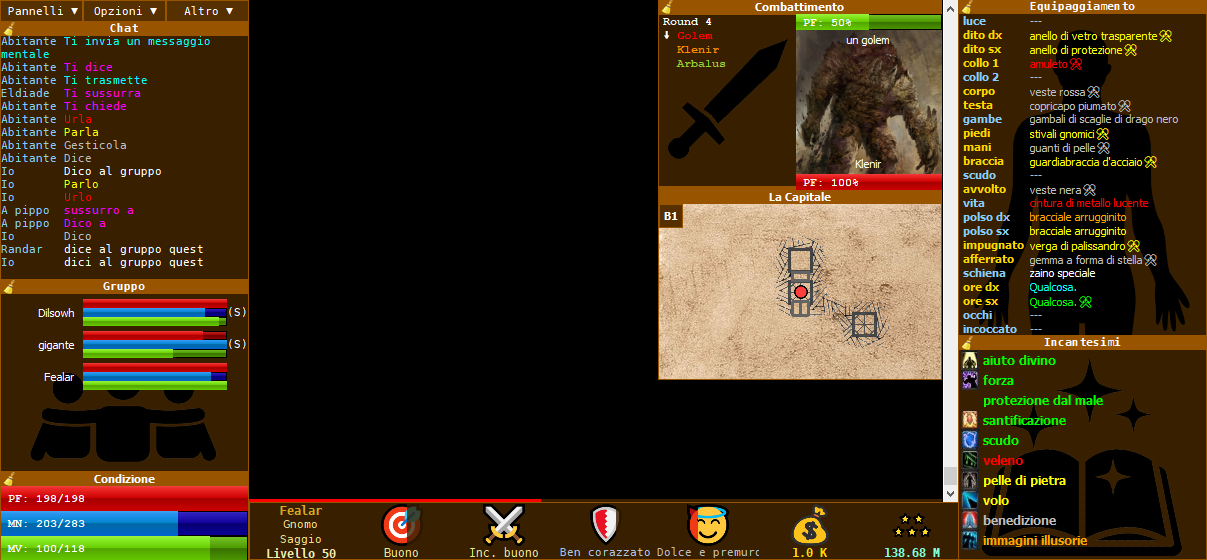 Pannelli ▼ Opzioni ▼ Altro ▼
Chat
Abitante Ti invia un messaggio
mentale
Abitante Ti dice
Abitante Ti trasmette
Eldiade Ti sussurra
Abitante Ti chiede
Abitante Urla
Abitante Parla
Abitante Gesticola
Abitante Dice
Io Dico al gruppo
Io Parlo
Io Urlo
A pippo sussurro a
A pippo Dico a
Io Dico
Randar dice al gruppo quest
Io dici al gruppo quest
Gruppo
Dilsowh (S)
gigante (S)
Fealar
Condizione
PF: 198/198
MN: 203/283
MV: 100/118
Combattimento
Round 4
Golem
Klenir
Arbalus
PF: 50%
un golem
Klenir
PF: 100%
La Capitale
B1
Fealar
Gnomo
Saggio
Livello 50
Buono
Inc. buono
Ben corazzato
Dolce e premuro
1.0 K
138.68 M
Equipaggiamento
luce ---
dito dx anello di vetro trasparente
dito sx anello di protezione
collo 1 amuleto
collo 2 ---
corpo veste rossa
testa copricapo piumato
gambe gambali di scaglie di drago nero
piedi stivali gnomici
mani guanti di pelle
braccia guardiabraccia d'acciaio
scudo ---
avvolto veste nera
vita cintura di metallo lucente
polso dx bracciale arrugginito
polso sx bracciale arrugginito
impugnato verga di palissandro
afferrato gemma a forma di stella
schiena zaino speciale
ore dx Qualcosa.
ore sx Qualcosa.
occhi ---
incoccato ---
Incantesimi
aiuto divino
forza
protezione dal male
santificazione
scudo
veleno
pelle di pietra
volo
benedizione
immagini illusorie